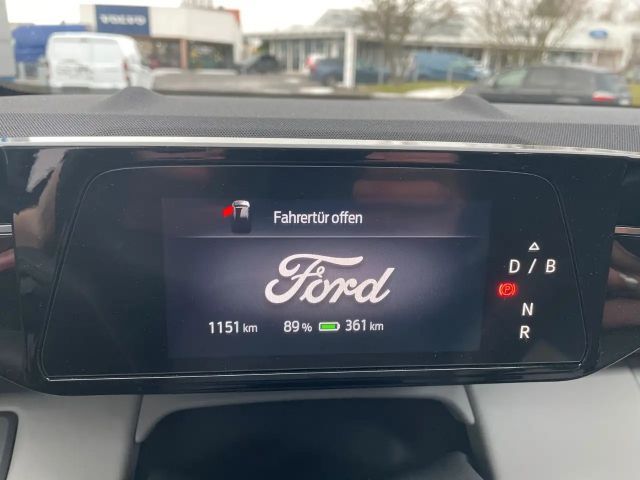 VOLVO
Fahrertür offen
Ford
1151 km 89 % 361 km
D / B
P
N
R